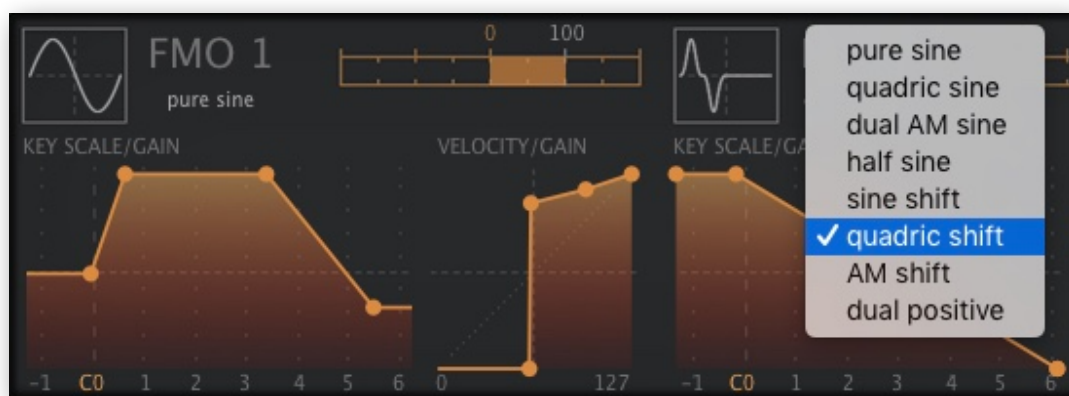 FMO 1
pure sine
0 100
KEY SCALE/GAIN
-1 C0 1 2 3 4 5 6
VELOCITY/GAIN
0 127
KEY SCALE/GA
-1 C0 1 2 3 4 5 6
pure sine
quadric sine
dual AM sine
half sine
sine shift
✓ quadric shift
AM shift
dual positive